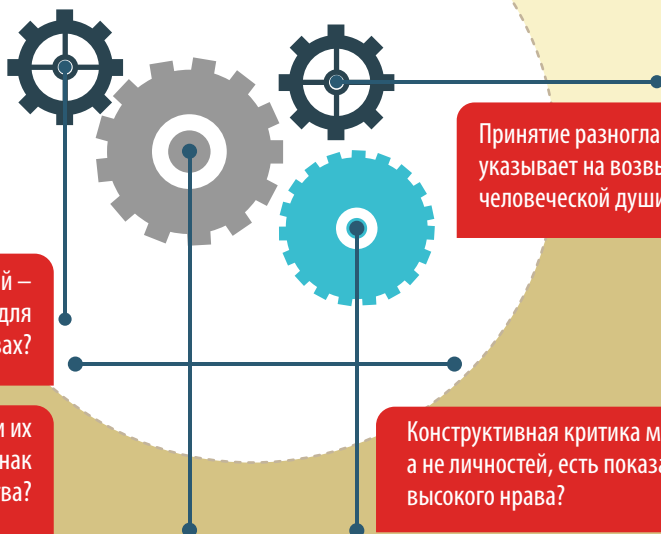 Принятие разногла
указывает на возвы
человеческой души
й –
для
вах?
и их
нак
тва?
Конструктивная критика м
а не личностей, есть показа
высокого нрава?